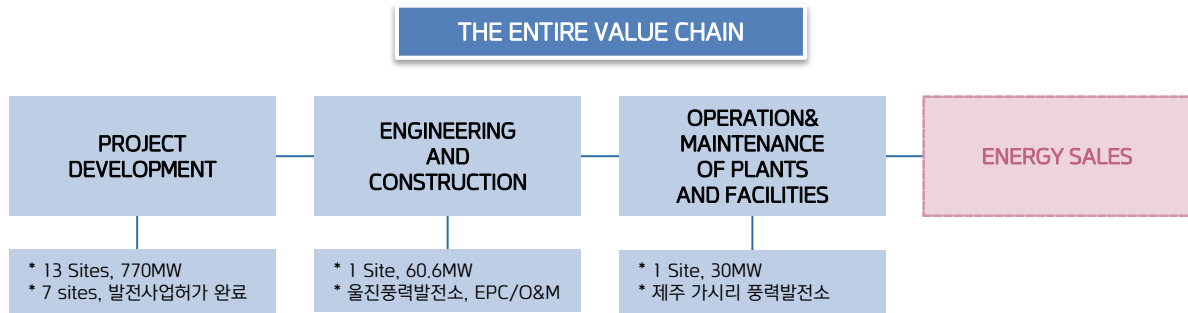 THE ENTIRE VALUE CHAIN
PROJECT
DEVELOPMENT
ENGINEERING
AND
CONSTRUCTION
OPERATION&
MAINTENANCE
OF PLANTS
AND FACILITIES
ENERGY SALES
* 13 Sites, 770MW
* 7 sites, 발전사업허가 완료
* 1 Site, 60.6MW
* 울진풍력발전소, EPC/O&M
* 1 Site, 30MW
* 제주 가시리 풍력발전소